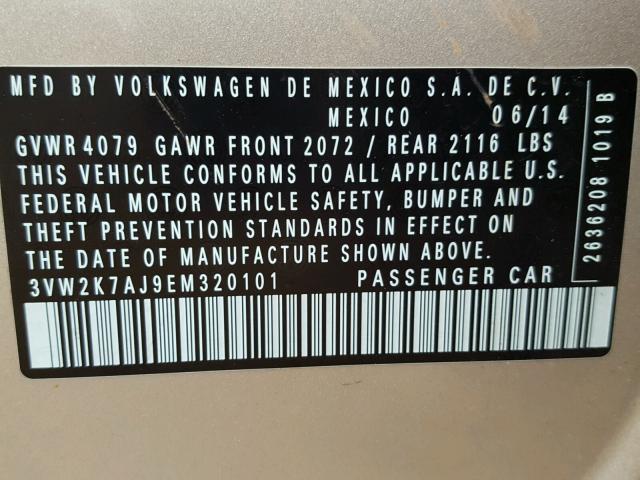 MFD BY VOLKSWAGEN DE MEXICO S.A. DE C.V.
MEXICO 06/14
GVWR 4079 GAWR FRONT 2072 / REAR 2116 LBS
THIS VEHICLE CONFORMS TO ALL APPLICABLE U.S.
FEDERAL MOTOR VEHICLE SAFETY, BUMPER AND
THEFT PREVENTION STANDARDS IN EFFECT ON
THE DATE OF MANUFACTURE SHOWN ABOVE.
3VW2K7AJ9EM320101 PASSENGER CAR
2636208 1019 B